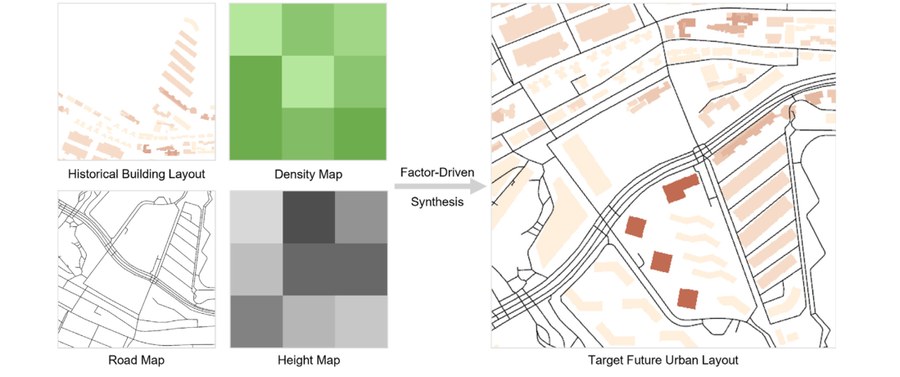 Historical Building Layout
Density Map
Factor-Driven
Synthesis
Road Map
Height Map
Target Future Urban Layout